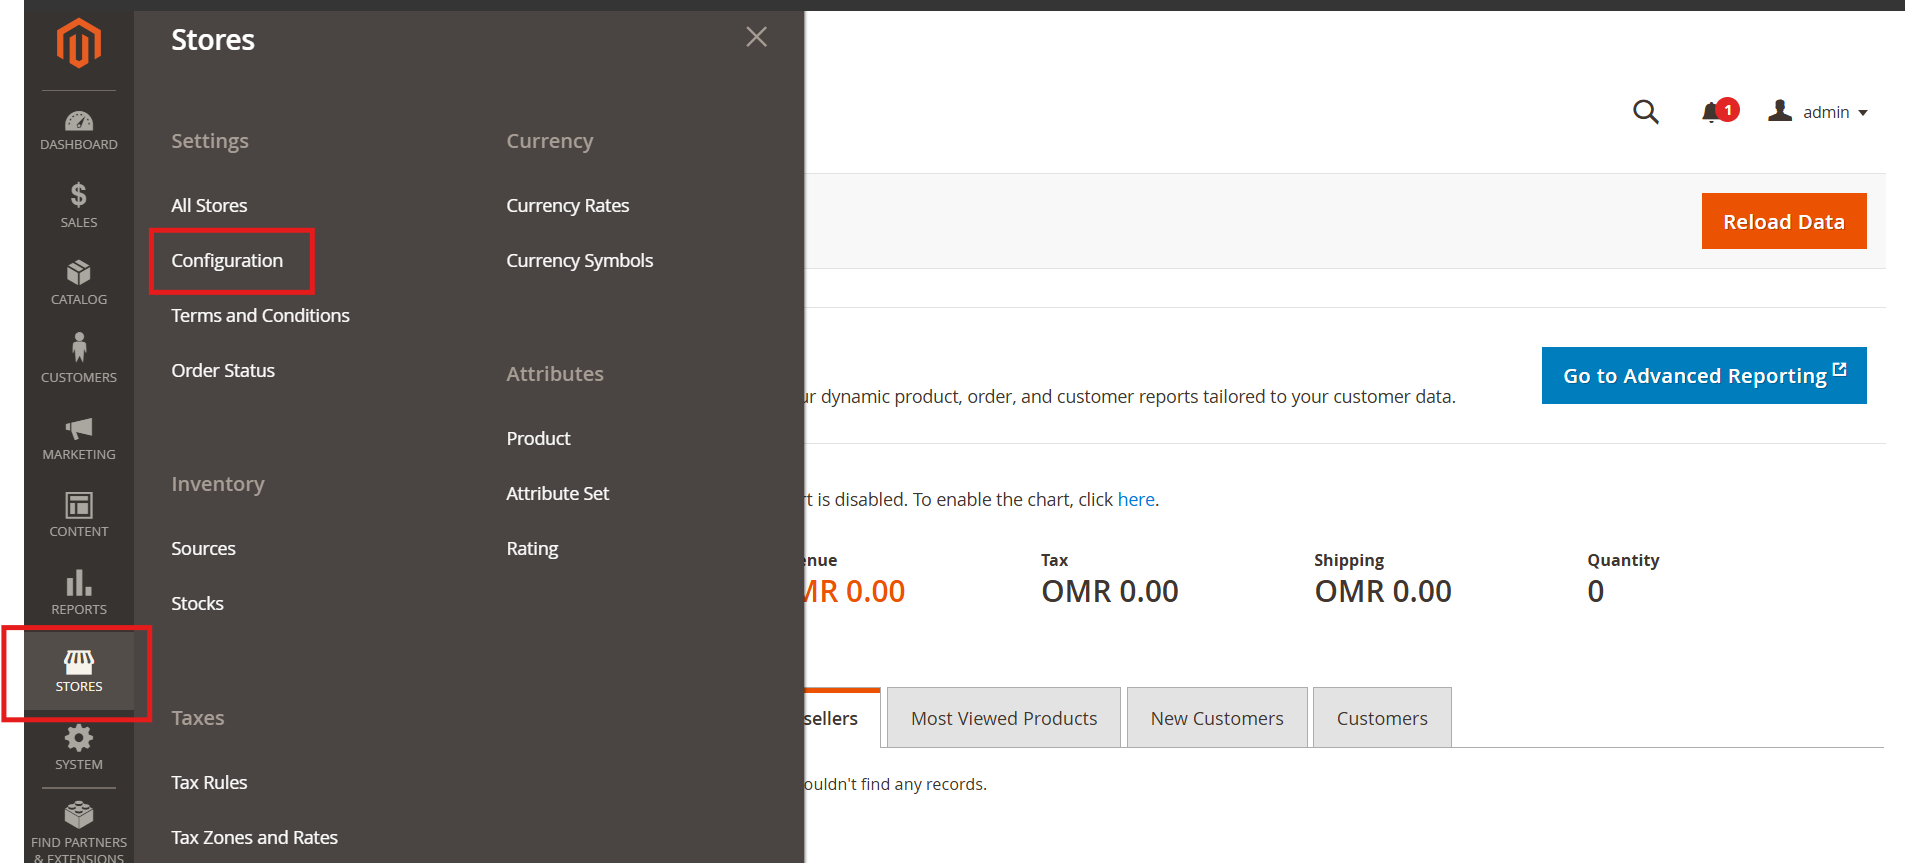 DASHBOARD
SALES
CATALOG
CUSTOMERS
MARKETING
CONTENT
REPORTS
STORES
SYSTEM
FIND PARTNERS
& EXTENSIONS
Stores
Settings
All Stores
Configuration
Terms and Conditions
Order Status
Inventory
Sources
Stocks
Taxes
Tax Rules
Tax Zones and Rates
Currency
Currency Rates
Currency Symbols
Attributes
Product
Attribute Set
Rating
1
admin
Reload Data
dynamic product, order, and customer reports tailored to your customer data.
Go to Advanced Reporting
is disabled. To enable the chart, click here.
Tax
OMR 0.00
Shipping
OMR 0.00
Quantity
0
0.00
sellers
Most Viewed Products
New Customers
Customers
find any records.